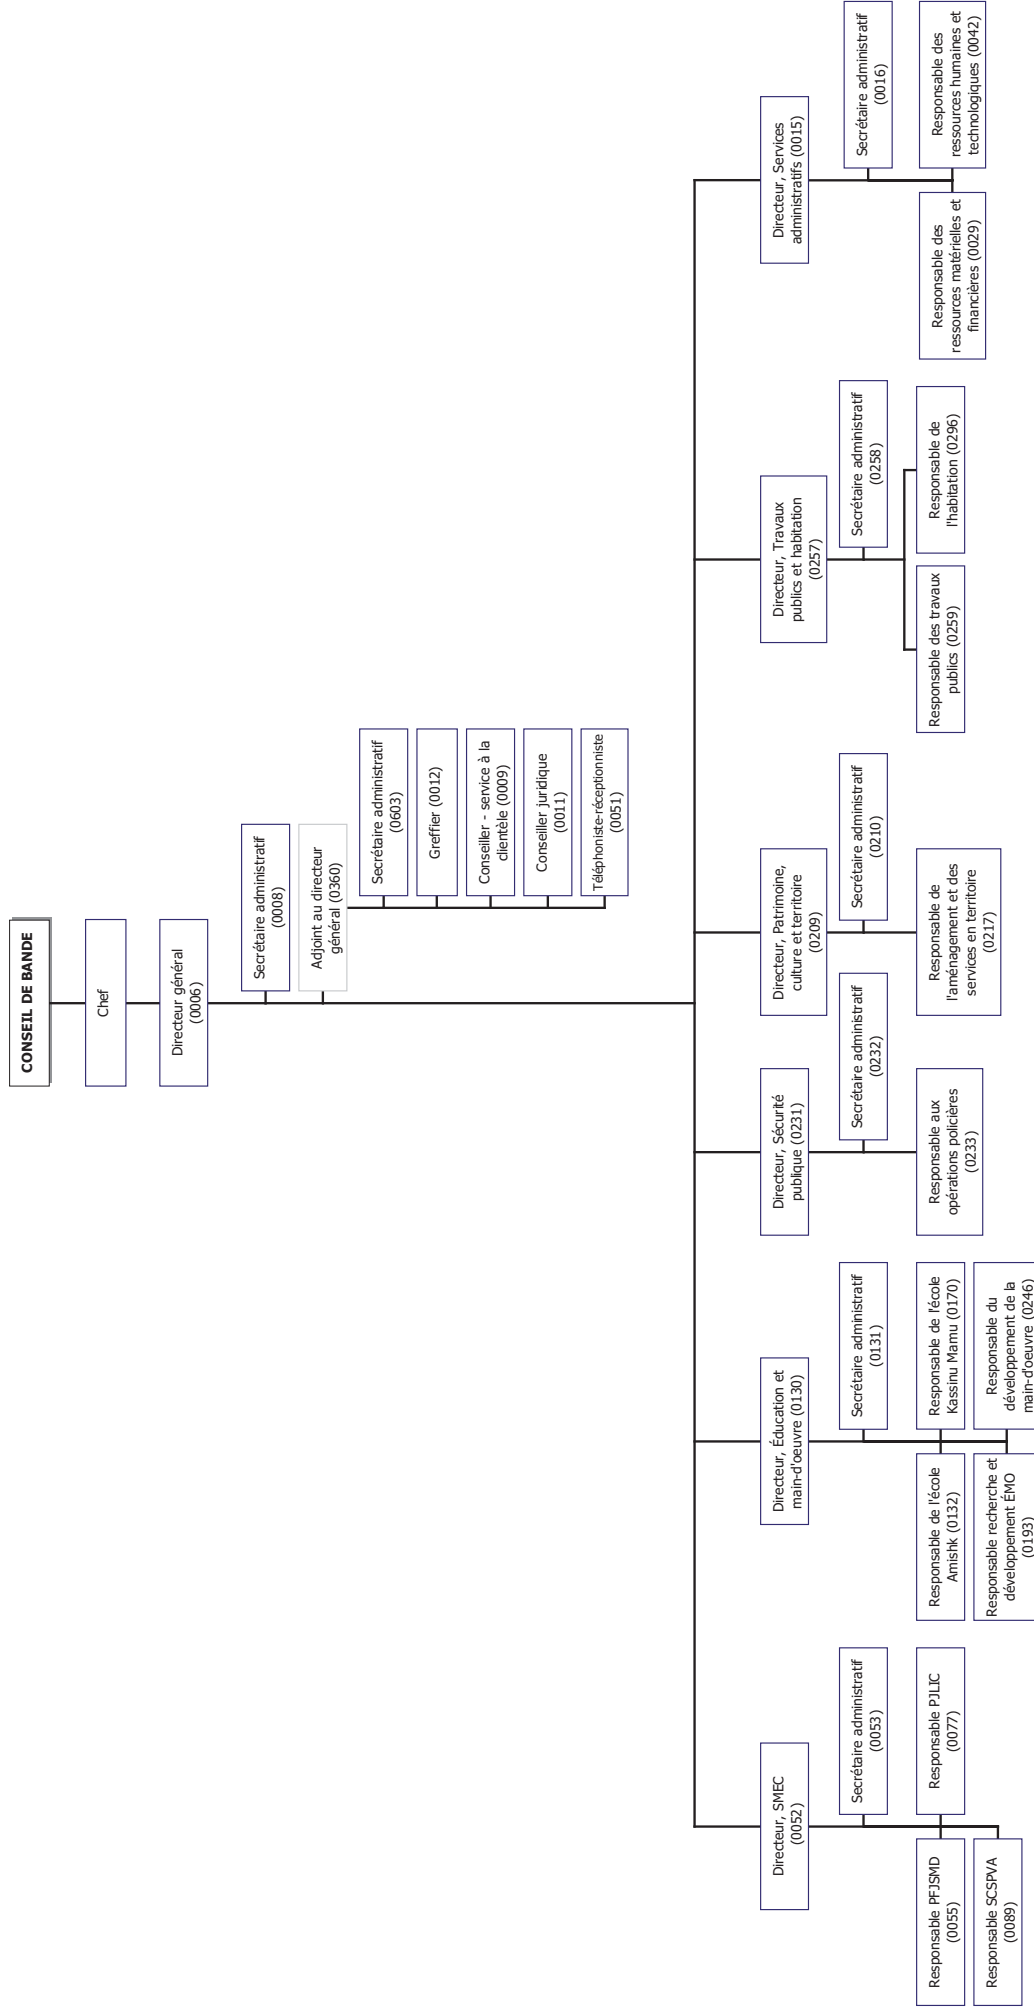 CONSEIL DE BANDE
Chef
Directeur général
(0006)
Secrétaire administratif
(0008)
Adjoint au directeur
général (0360)
Secrétaire administratif
(0603)
Greffier (0012)
Conseiller - service à la
clientèle (0009)
Conseiller juridique
(0011)
Téléphoniste-réceptionniste
(0051)
Directeur, SMEC
(0052)
Secrétaire administratif
(0053)
Responsable PFJSMD
(0055)
Responsable PJLIC
(0077)
Responsable SCSPVA
(0089)
Directeur, Éducation et
main-d'oeuvre (0130)
Secrétaire administratif
(0131)
Responsable de l'école
Amishk (0132)
Responsable de l'école
Kassinu Mamu (0170)
Responsable recherche et
développement ÉMO
(0193)
Responsable du
développement de la
main-d'oeuvre (0246)
Directeur, Sécurité
publique (0231)
Secrétaire administratif
(0232)
Responsable aux
opérations policières
(0233)
Directeur, Patrimoine,
culture et territoire
(0209)
Secrétaire administratif
(0210)
Responsable de
l'aménagement et des
services en territoire
(0217)
Directeur, Travaux
publics et habitation
(0257)
Secrétaire administratif
(0258)
Responsable des travaux
publics (0259)
Responsable de
l'habitation (0296)
Directeur, Services
administratifs (0015)
Secrétaire administratif
(0016)
Responsable des
ressources matérielles et
financières (0029)
Responsable des
ressources humaines et
technologiques (0042)